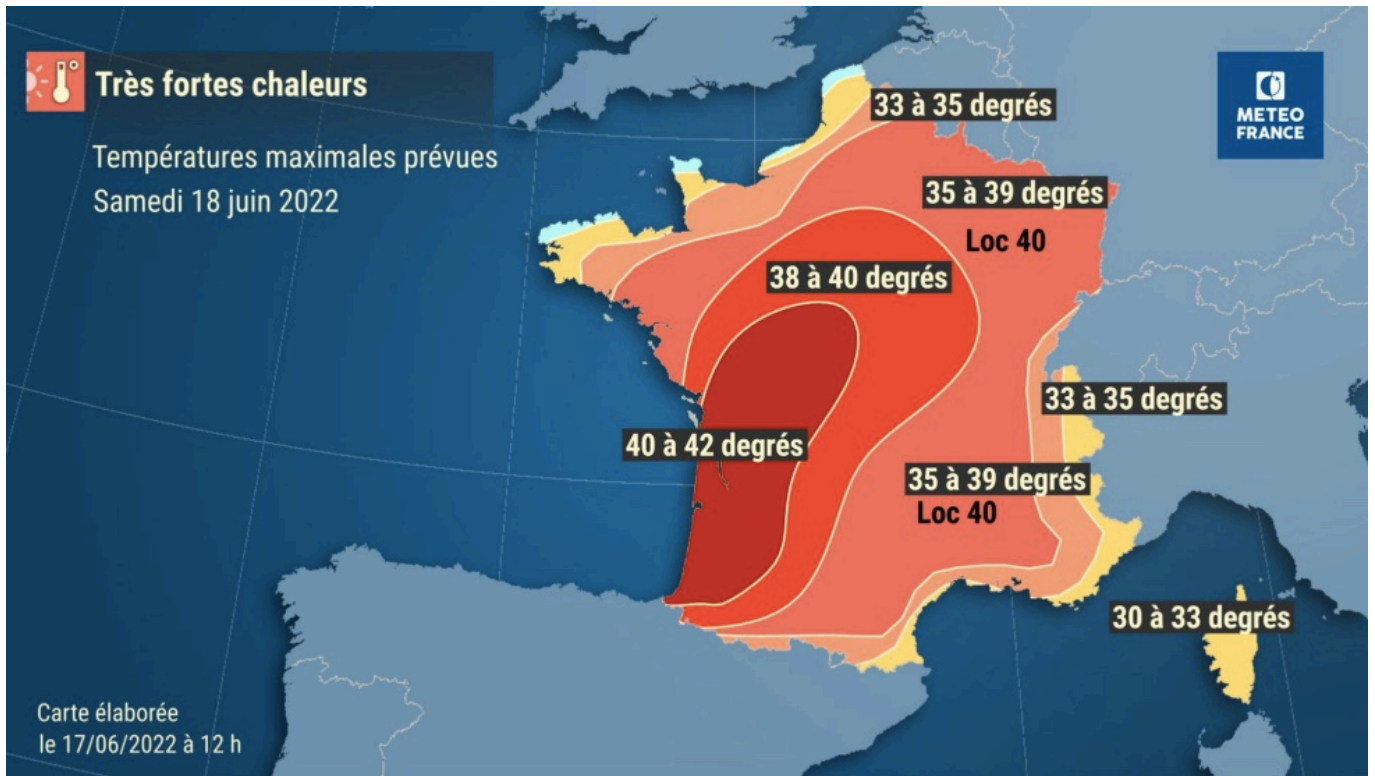 Très fortes chaleurs
METEO
FRANCE
Températures maximales prévues
Samedi 18 juin 2022
33 à 35 degrés
35 à 39 degrés
Loc 40
38 à 40 degrés
33 à 35 degrés
40 à 42 degrés
35 à 39 degrés
Loc 40
30 à 33 degrés
Carte élaborée
le 17/06/2022 à 12 h